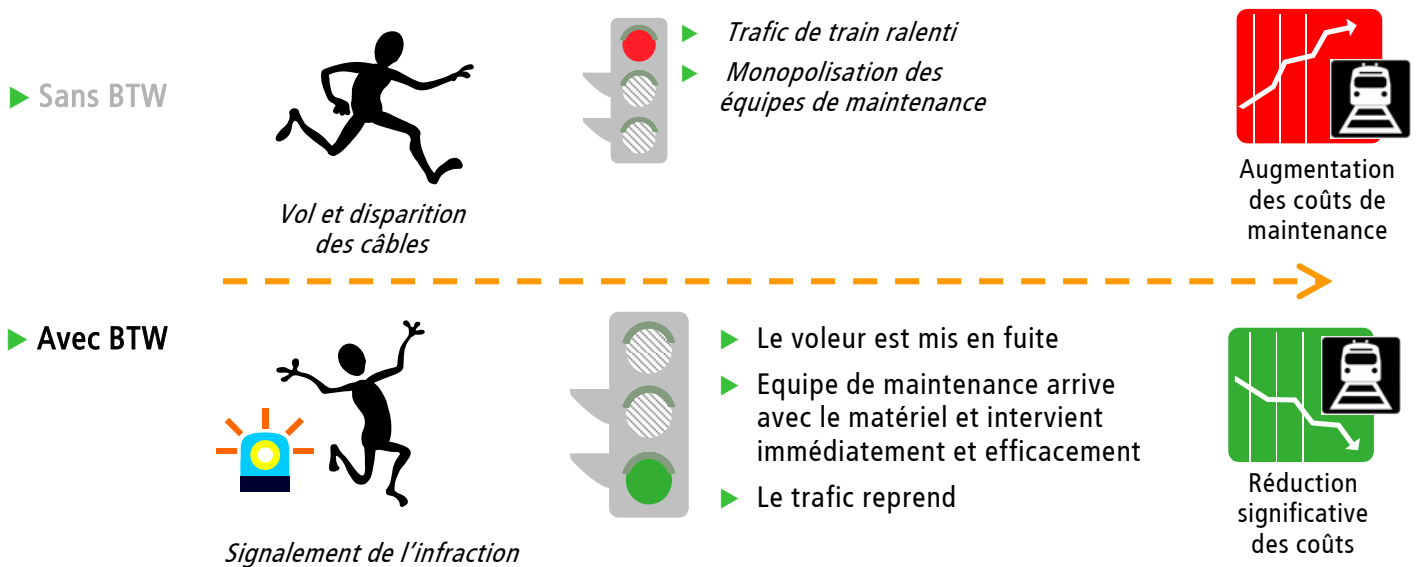 Sans BTW
Vol et disparition
des câbles
Trafic de train ralenti
Monopolisation des
équipes de maintenance
Augmentation
des coûts de
maintenance
Avec BTW
Signalement de l’infraction
Le voleur est mis en fuite
Equipe de maintenance arrive
avec le matériel et intervient
immédiatement et efficacement
Le trafic reprend
Réduction
significative
des coûts